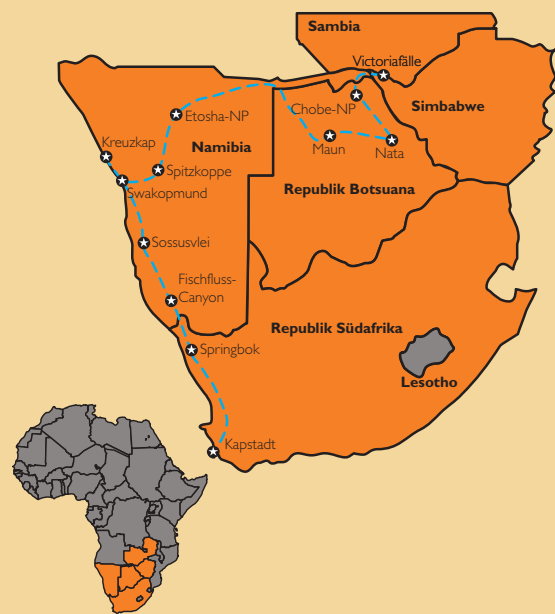 Sambia
Victoriafälle
Chobe-NP
Simbabwe
Etosha-NP
Kreuzkap
Namibia
Maun
Nata
Spitzkoppe
Swakopmund
Republik Botsuana
Sossusvlei
Fischfluss-
Canyon
Republik Südafrika
Springbok
Lesotho
Kapstadt